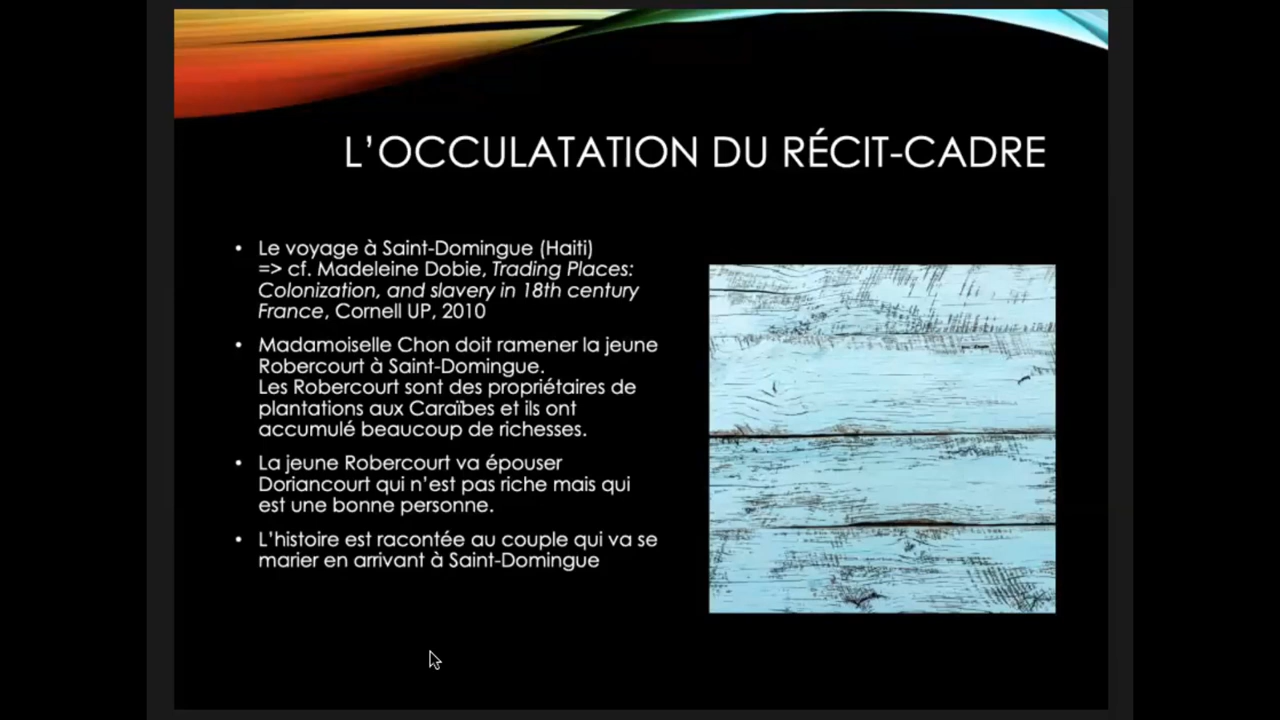 L'OCCULATATION DU RÉCIT-CADRE
• Le voyage à Saint-Domingue (Haiti)
=> cf. Madeleine Dobie, Trading Places:
Colonization, and slavery in 18th century
France, Cornell UP, 2010
• Madamoiselle Chon doit ramener la jeune
Robercourt à Saint-Domingue.
Les Robercourt sont des propriétaires de
plantations aux Caraïbes et ils ont
accumulé beaucoup de richesses.
• La jeune Robercourt va épouser
Doriancourt qui n'est pas riche mais qui
est une bonne personne.
• L'histoire est racontée au couple qui va se
marier en arrivant à Saint-Domingue